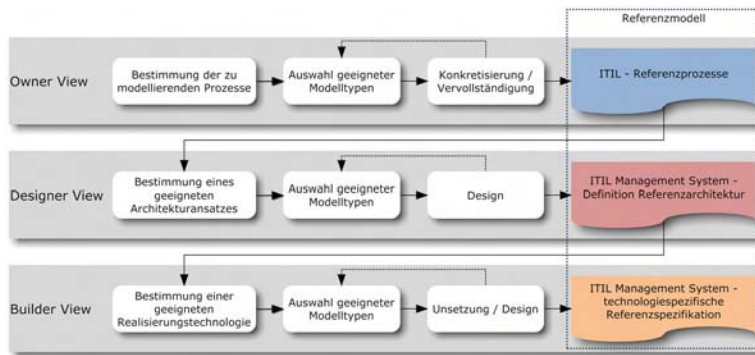 Referenzmodell
Owner View
Bestimmung der zu
modellierenden Prozesse
Auswahl geeigneter
Modelltypen
Konkretisierung /
Vervollständigung
ITIL - Referenzprozesse
Designer View
Bestimmung eines
geeigneten
Architekturansatzes
Auswahl geeigneter
Modelltypen
Design
ITIL Management System -
Definition Referenzarchitektur
Builder View
Bestimmung einer
geeigneten
Realisierungstechnologie
Auswahl geeigneter
Modelltypen
Unsetzung / Design
ITIL Management System -
technologiespezifische
Referenzspezifikation